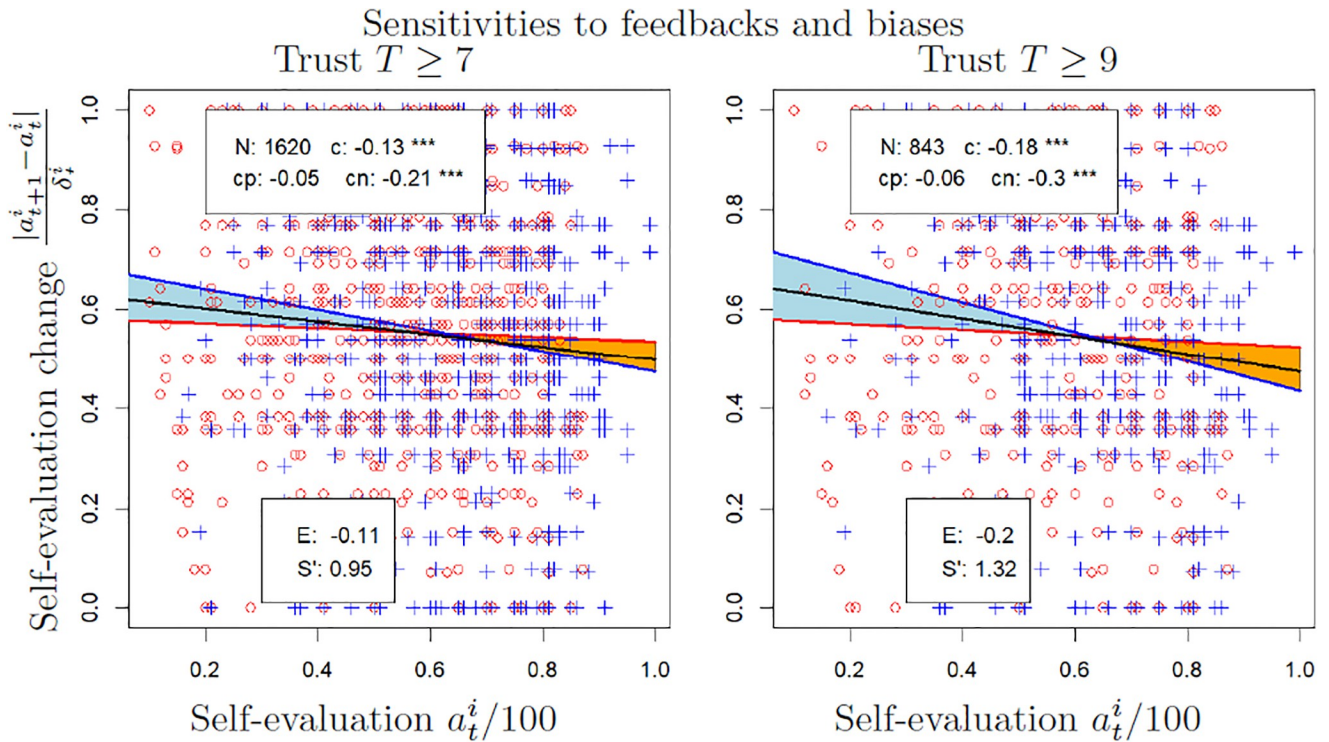 Sensitivities to feedbacks and biases
Trust T ≥ 7
Self-evaluation change |a^i_{t+1} − a^i_t| / δ^i_t
1.0
0.8
0.6
0.4
0.2
0.0
N: 1620 c: -0.13 ***
cp: -0.05 cn: -0.21 ***
E: -0.11
S': 0.95
0.2 0.4 0.6 0.8 1.0
Self-evaluation a^i_t/100
Trust T ≥ 9
1.0
0.8
0.6
0.4
0.2
0.0
N: 843 c: -0.18 ***
cp: -0.06 cn: -0.3 ***
E: -0.2
S': 1.32
0.2 0.4 0.6 0.8 1.0
Self-evaluation a^i_t/100